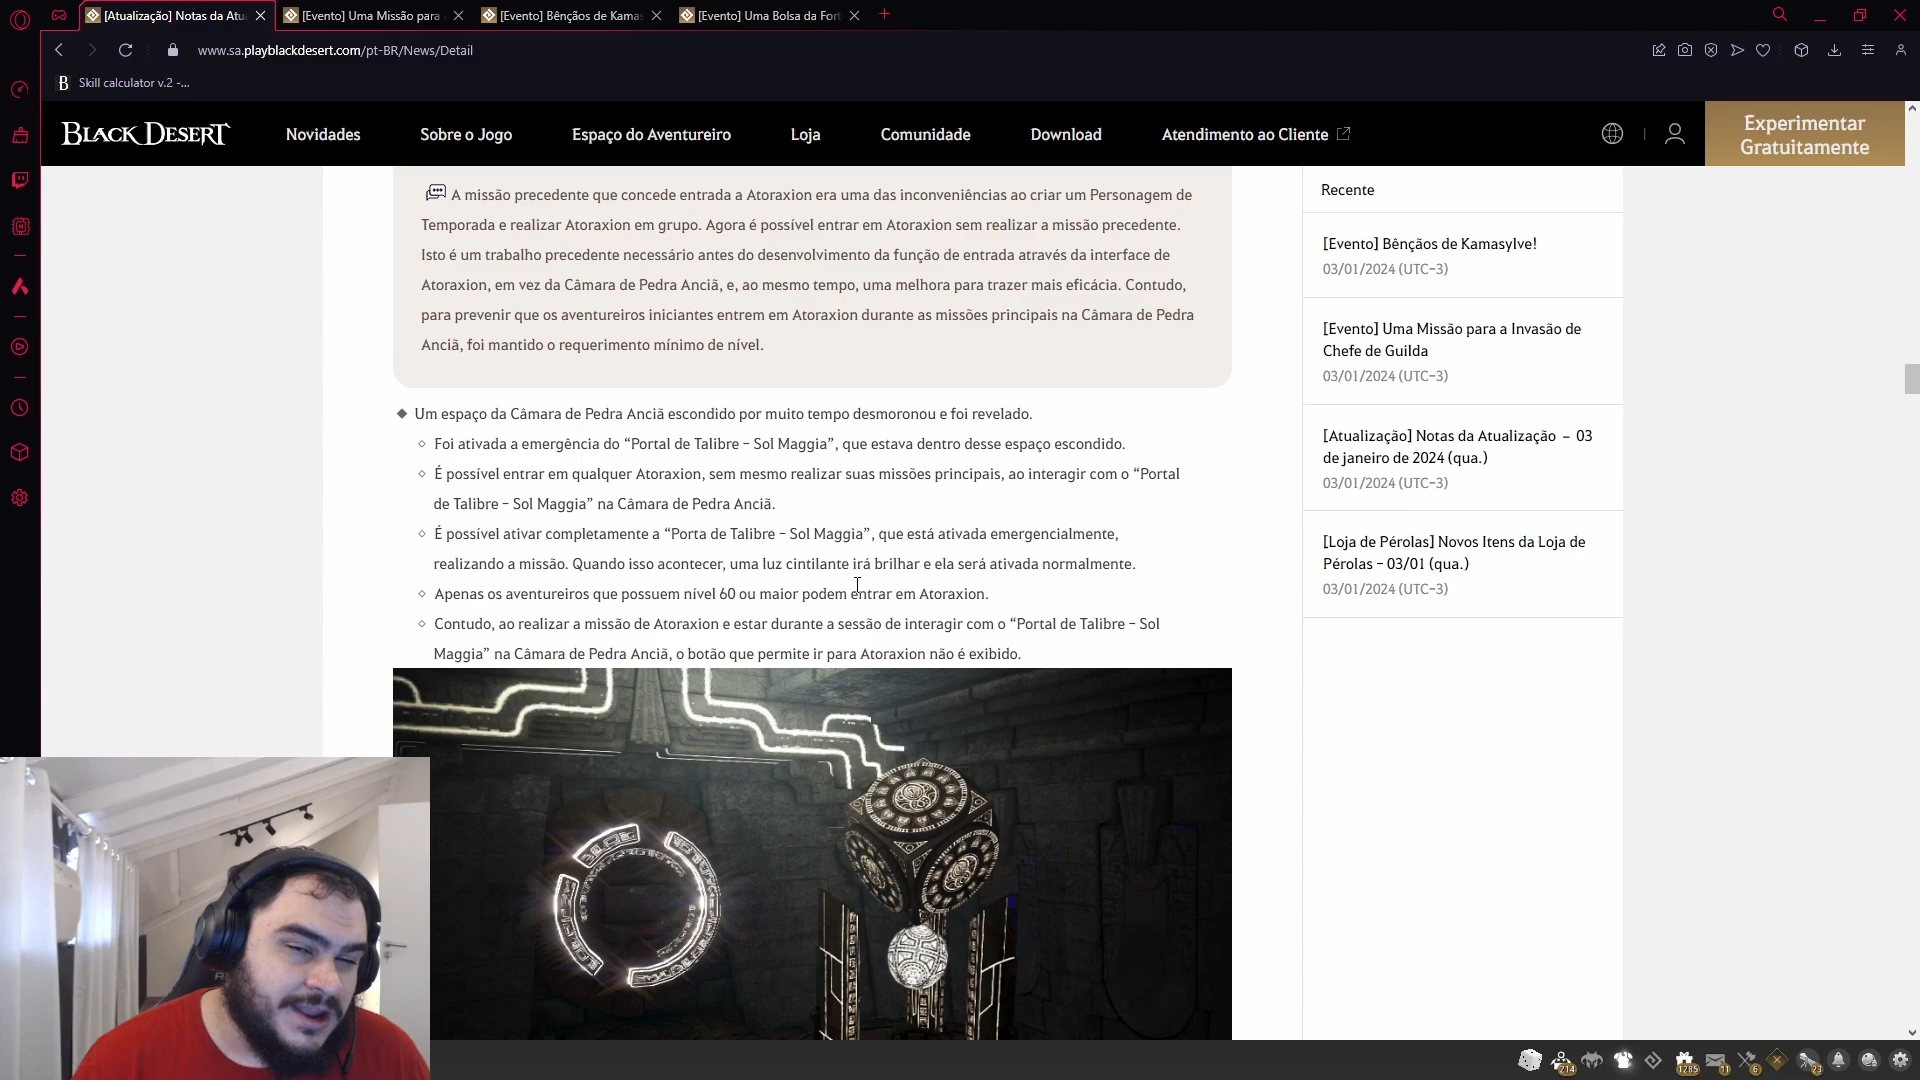 [Atualização] Notas da Atu
[Evento] Uma Missão para
[Evento] Bênçãos de Kamas
[Evento] Uma Bolsa da Fort
www.sa.playblackdesert.com/pt-BR/News/Detail
B Skill calculator v.2 -...
BLACK DESERT
Novidades
Sobre o Jogo
Espaço do Aventureiro
Loja
Comunidade
Download
Atendimento ao Cliente
Experimentar
Gratuitamente
A missão precedente que concede entrada a Atoraxion era uma das inconveniências ao criar um Personagem de
Temporada e realizar Atoraxion em grupo. Agora é possível entrar em Atoraxion sem realizar a missão precedente.
Isto é um trabalho precedente necessário antes do desenvolvimento da função de entrada através da interface de
Atoraxion, em vez da Câmara de Pedra Anciã, e, ao mesmo tempo, uma melhora para trazer mais eficácia. Contudo,
para prevenir que os aventureiros iniciantes entrem em Atoraxion durante as missões principais na Câmara de Pedra
Anciã, foi mantido o requerimento mínimo de nível.
◆ Um espaço da Câmara de Pedra Anciã escondido por muito tempo desmoronou e foi revelado.
◇ Foi ativada a emergência do “Portal de Talibre – Sol Maggia”, que estava dentro desse espaço escondido.
◇ É possível entrar em qualquer Atoraxion, sem mesmo realizar suas missões principais, ao interagir com o “Portal
de Talibre – Sol Maggia” na Câmara de Pedra Anciã.
◇ É possível ativar completamente a “Porta de Talibre – Sol Maggia”, que está ativada emergencialmente,
realizando a missão. Quando isso acontecer, uma luz cintilante irá brilhar e ela será ativada normalmente.
◇ Apenas os aventureiros que possuem nível 60 ou maior podem entrar em Atoraxion.
◇ Contudo, ao realizar a missão de Atoraxion e estar durante a sessão de interagir com o “Portal de Talibre – Sol
Maggia” na Câmara de Pedra Anciã, o botão que permite ir para Atoraxion não é exibido.
Recente
[Evento] Bênçãos de Kamasylve!
03/01/2024 (UTC-3)
[Evento] Uma Missão para a Invasão de
Chefe de Guilda
03/01/2024 (UTC-3)
[Atualização] Notas da Atualização – 03
de janeiro de 2024 (qua.)
03/01/2024 (UTC-3)
[Loja de Pérolas] Novos Itens da Loja de
Pérolas – 03/01 (qua.)
03/01/2024 (UTC-3)
214
1285
11
6
23